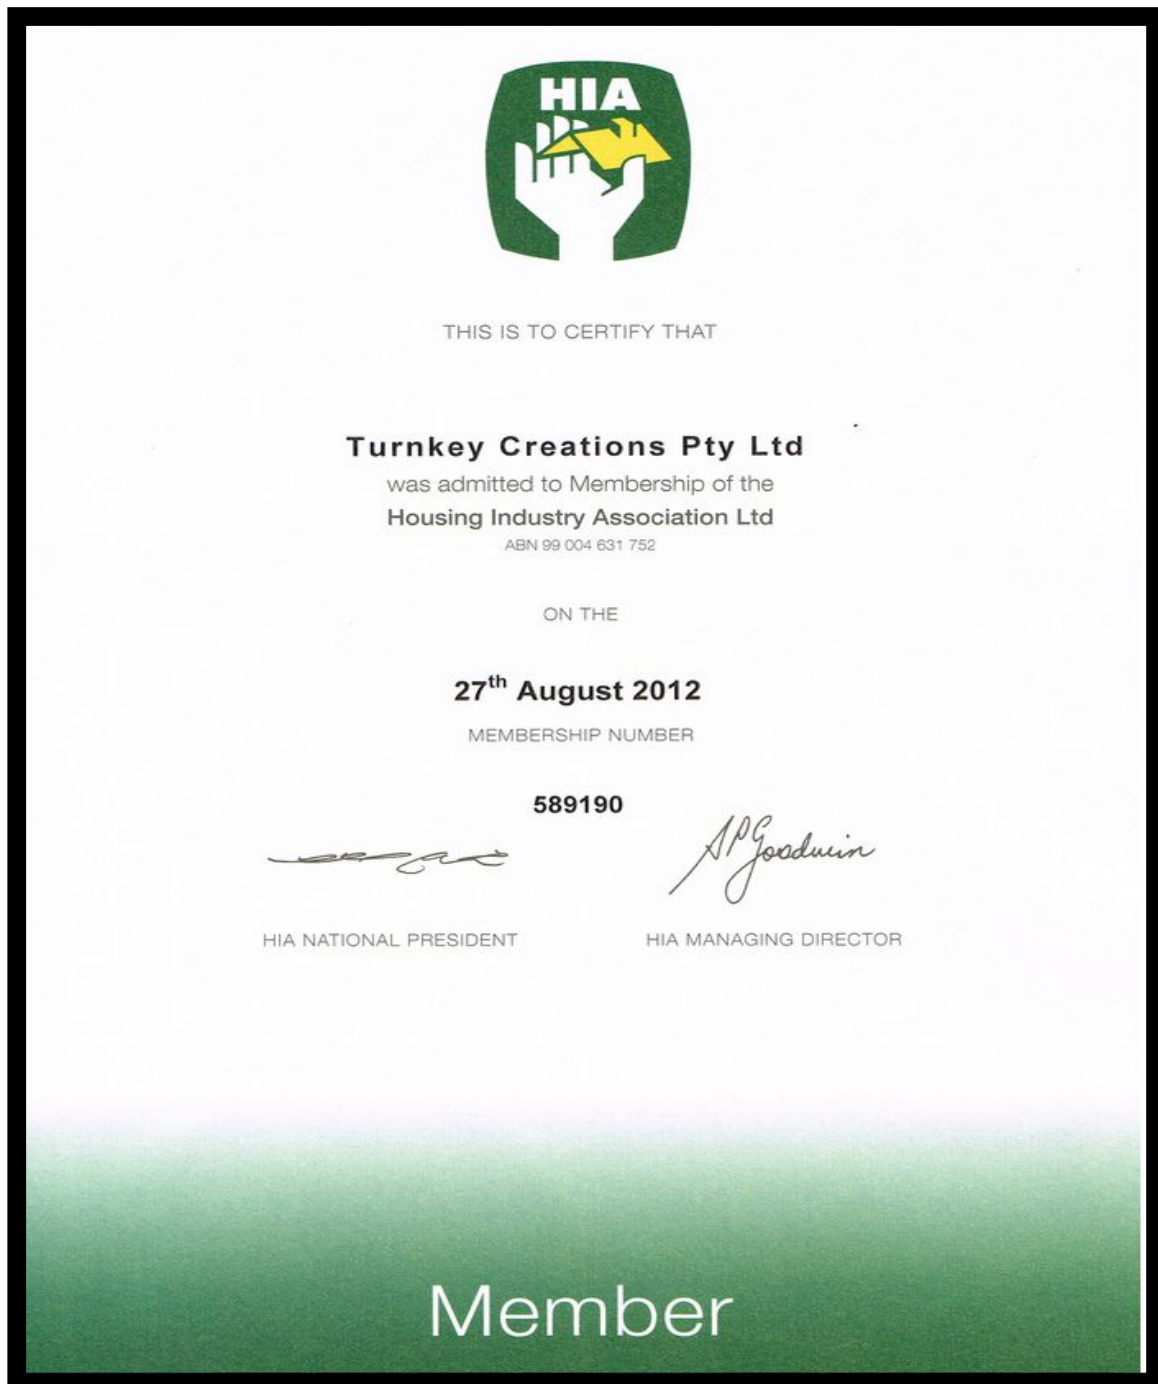 HIA
THIS IS TO CERTIFY THAT
Turnkey Creations Pty Ltd
was admitted to Membership of the
Housing Industry Association Ltd
ABN 99 004 631 752
ON THE
27th August 2012
MEMBERSHIP NUMBER
589190
SPGoodwin
HIA NATIONAL PRESIDENT HIA MANAGING DIRECTOR
Member